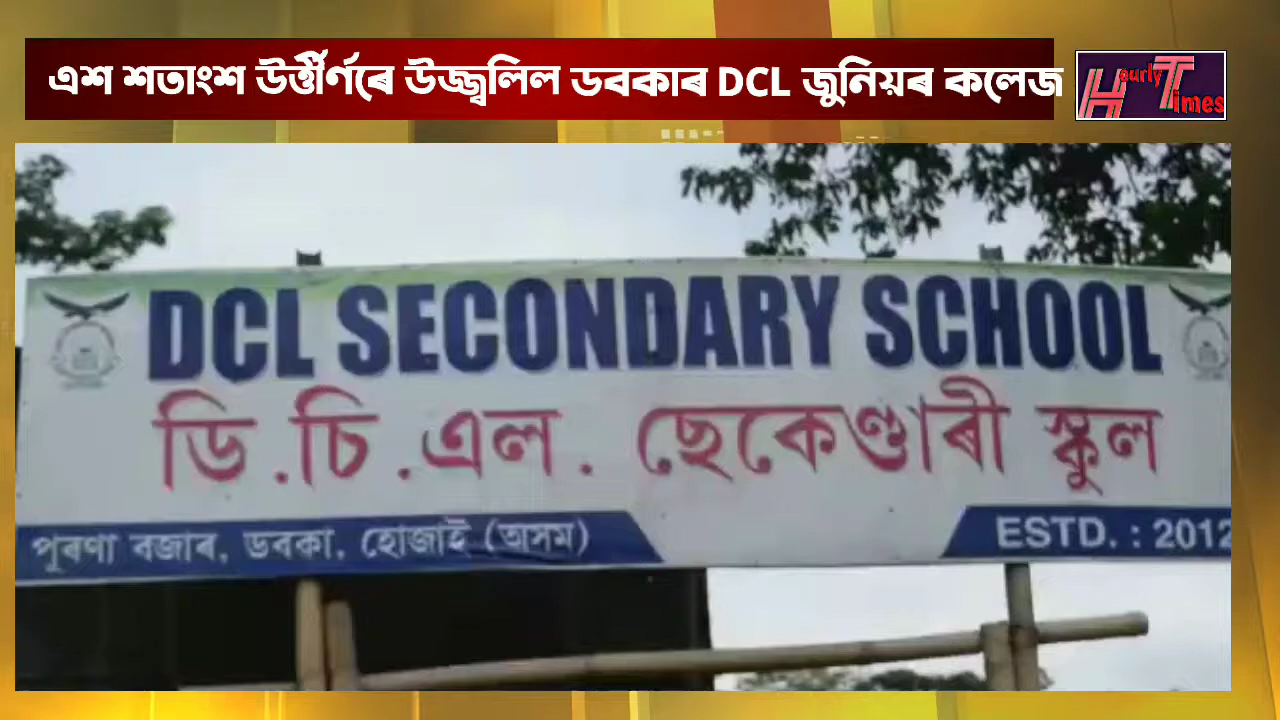 এশ শতাংশ উৰ্ত্তীৰ্ণৰে উজ্জ্বলিল ডবকাৰ DCL জুনিয়ৰ কলেজ
Hourly Times
DCL SECONDARY SCHOOL
ডি.চি.এল. ছেকেণ্ডাৰী স্কুল
পূৰণা বজাৰ, ডবকা, হোজাই (অসম)
ESTD. : 2012